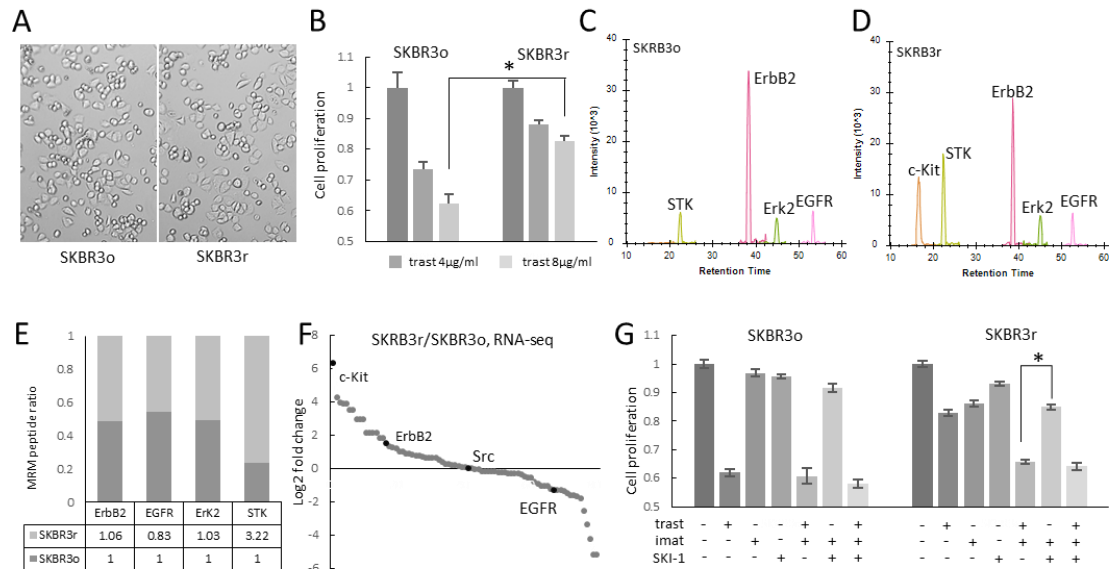 A
SKBR3o
SKBR3r
B
SKBR3o
SKBR3r
*
Cell proliferation
1.1
1
0.9
0.8
0.7
0.6
0.5
trast 4µg/ml
trast 8µg/ml
C
SKRB3o
Intensity (10^3)
40
30
20
10
0
ErbB2
STK
Erk2
EGFR
10 20 30 40 50 60
Retention Time
D
SKRB3r
Intensity (10^3)
40
30
20
10
0
c-Kit
STK
ErbB2
Erk2
EGFR
10 20 30 40 50 60
Retention Time
E
MRM peptide ratio
1
0.8
0.6
0.4
0.2
0
ErbB2 EGFR ErK2 STK
SKBR3r 1.06 0.83 1.03 3.22
SKBR3o 1 1 1 1
F
SKRB3r/SKBR3o, RNA-seq
Log2 fold change
8
6
4
2
0
-2
-4
-6
c-Kit
ErbB2
Src
EGFR
G
SKBR3o
SKBR3r
*
Cell proliferation
1.1
1
0.9
0.8
0.7
0.6
0.5
trast - + - - + - + - + - - + - +
imat - - + - + + + - - + - + + +
SKI-1 - - - + - + + - - - + - + +